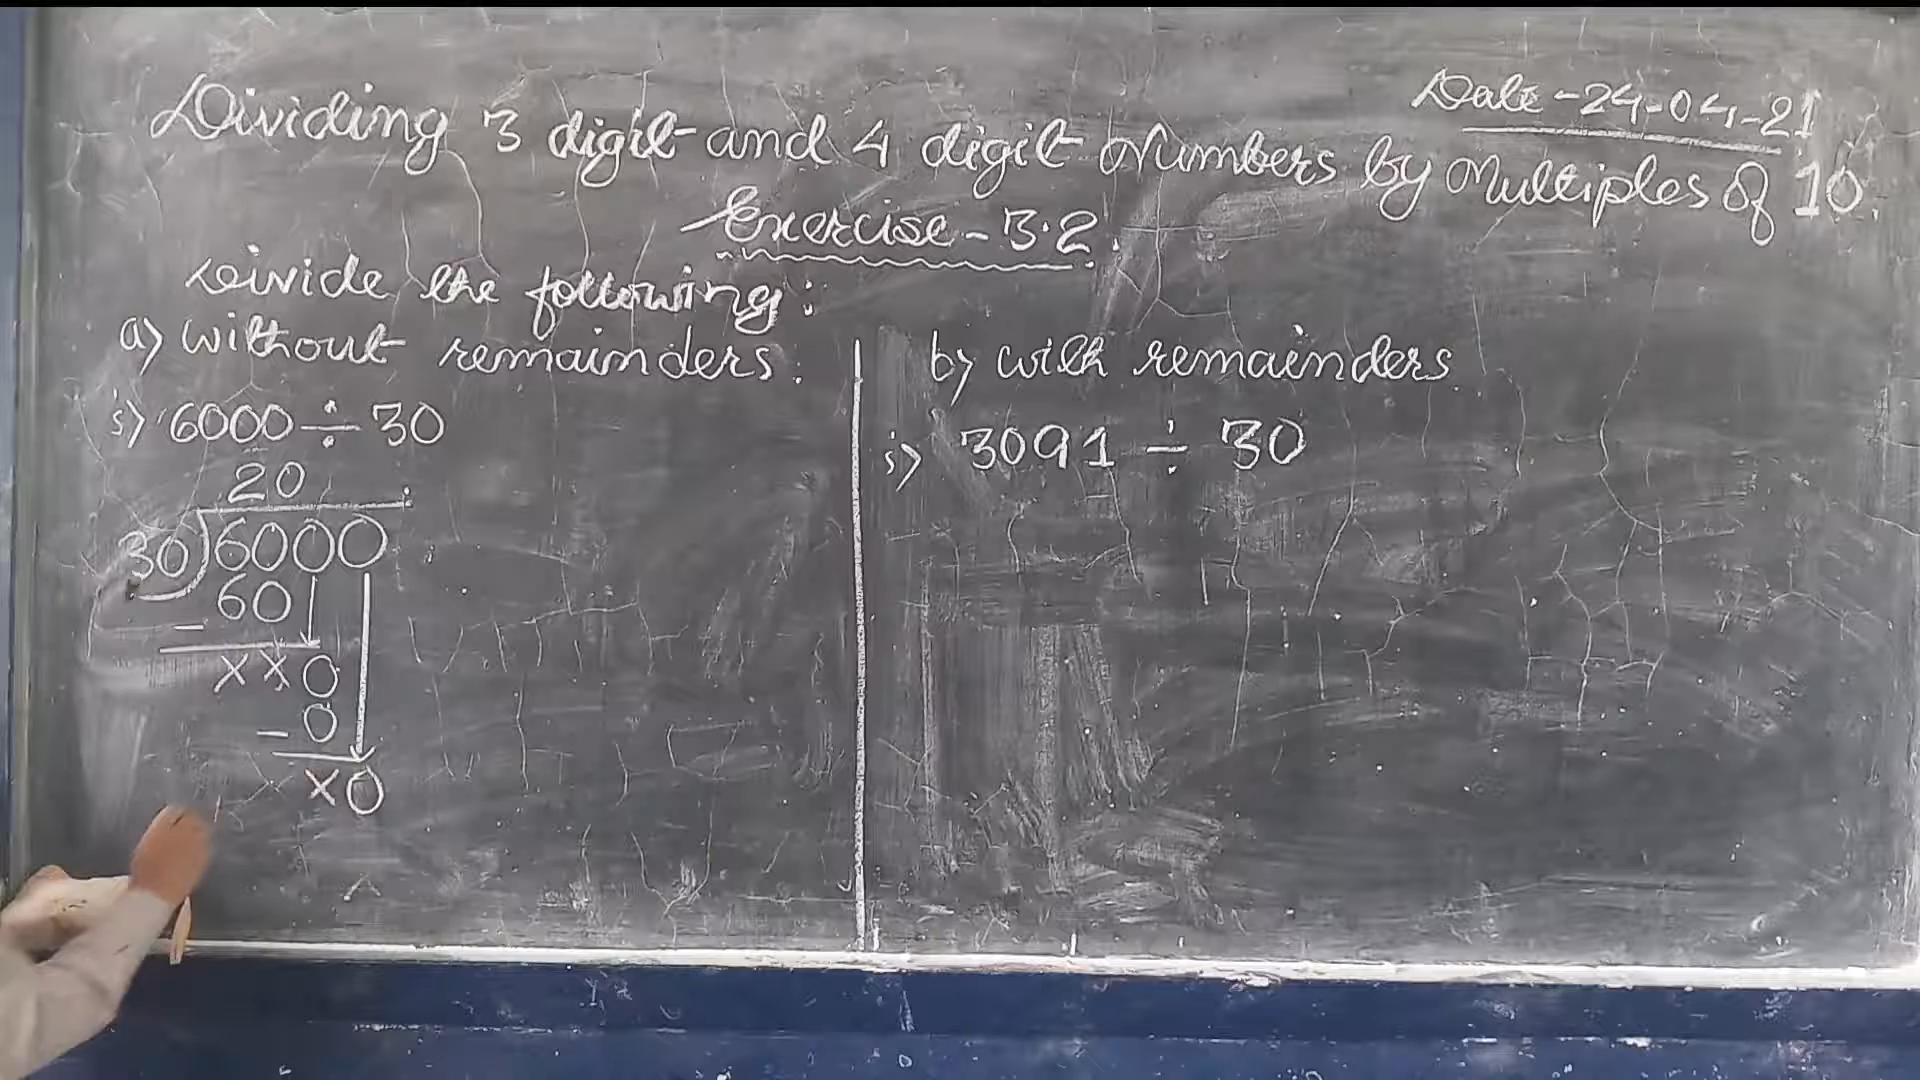 Date-24-04-21
Dividing 3 digit and 4 digit Numbers by Multiples of 10.
Exercise-3.2.
Divide the following:
a) without remainders.
i) 6000÷30
20
30)6000
60
-
××0
-0
×0
b) with remainders
i) 3091 ÷ 30